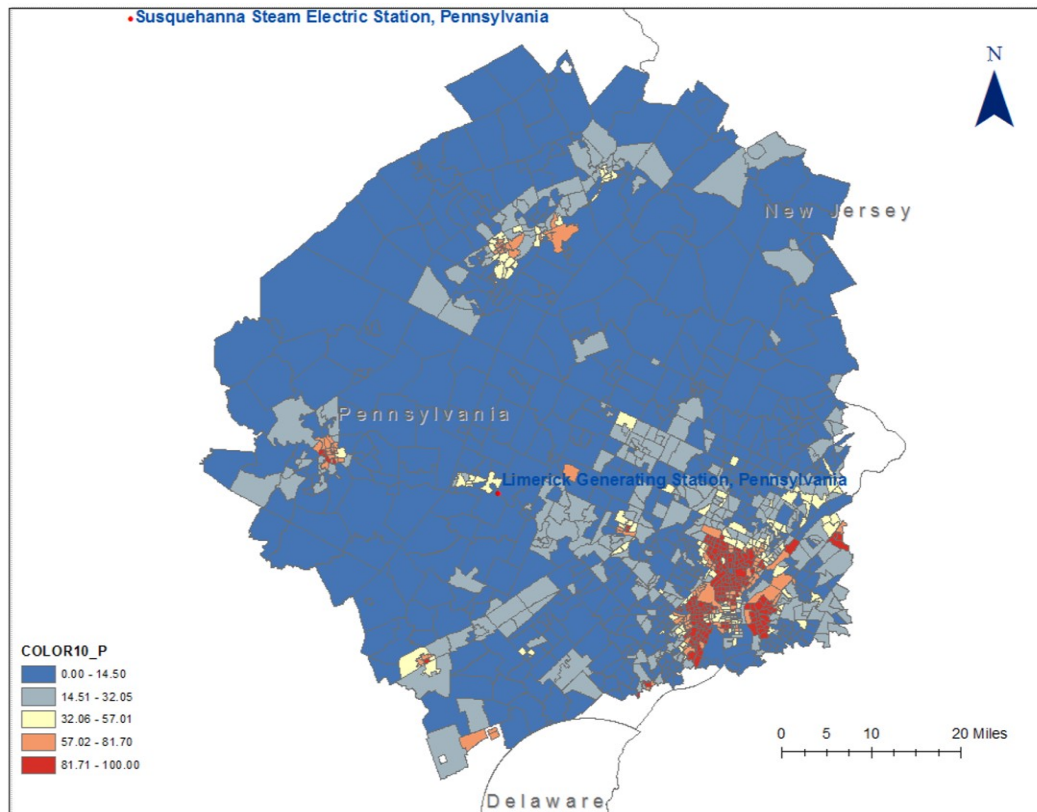 Susquehanna Steam Electric Station, Pennsylvania
N
New Jersey
Pennsylvania
Limerick Generating Station, Pennsylvania
COLOR10_P
0.00 - 14.50
14.51 - 32.05
32.06 - 57.01
57.02 - 81.70
81.71 - 100.00
0 5 10 20 Miles
Delaware